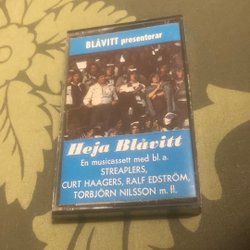 BLÅVITT presenterar
Heja Blåvitt
En musicassett med bl. a.
STREAPLERS,
CURT HAAGERS, RALF EDSTRÖM,
TORBJÖRN NILSSON m. fl.